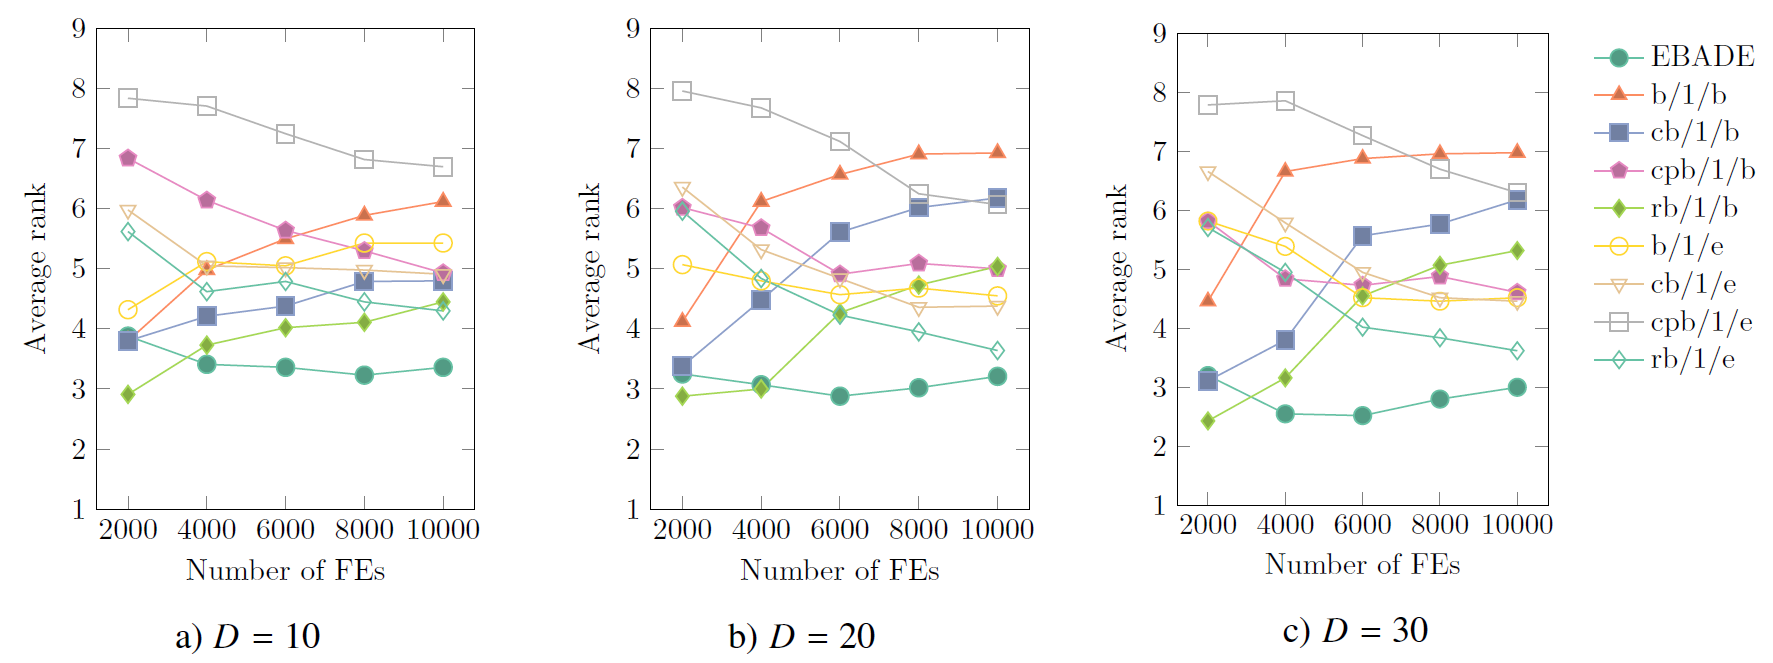 9
8
7
6
5
4
3
2
1
Average rank
2000 4000 6000 8000 10000
Number of FEs
a) D = 10
9
8
7
6
5
4
3
2
1
Average rank
2000 4000 6000 8000 10000
Number of FEs
b) D = 20
9
8
7
6
5
4
3
2
1
Average rank
2000 4000 6000 8000 10000
Number of FEs
c) D = 30
EBADE
b/1/b
cb/1/b
cpb/1/b
rb/1/b
b/1/e
cb/1/e
cpb/1/e
rb/1/e